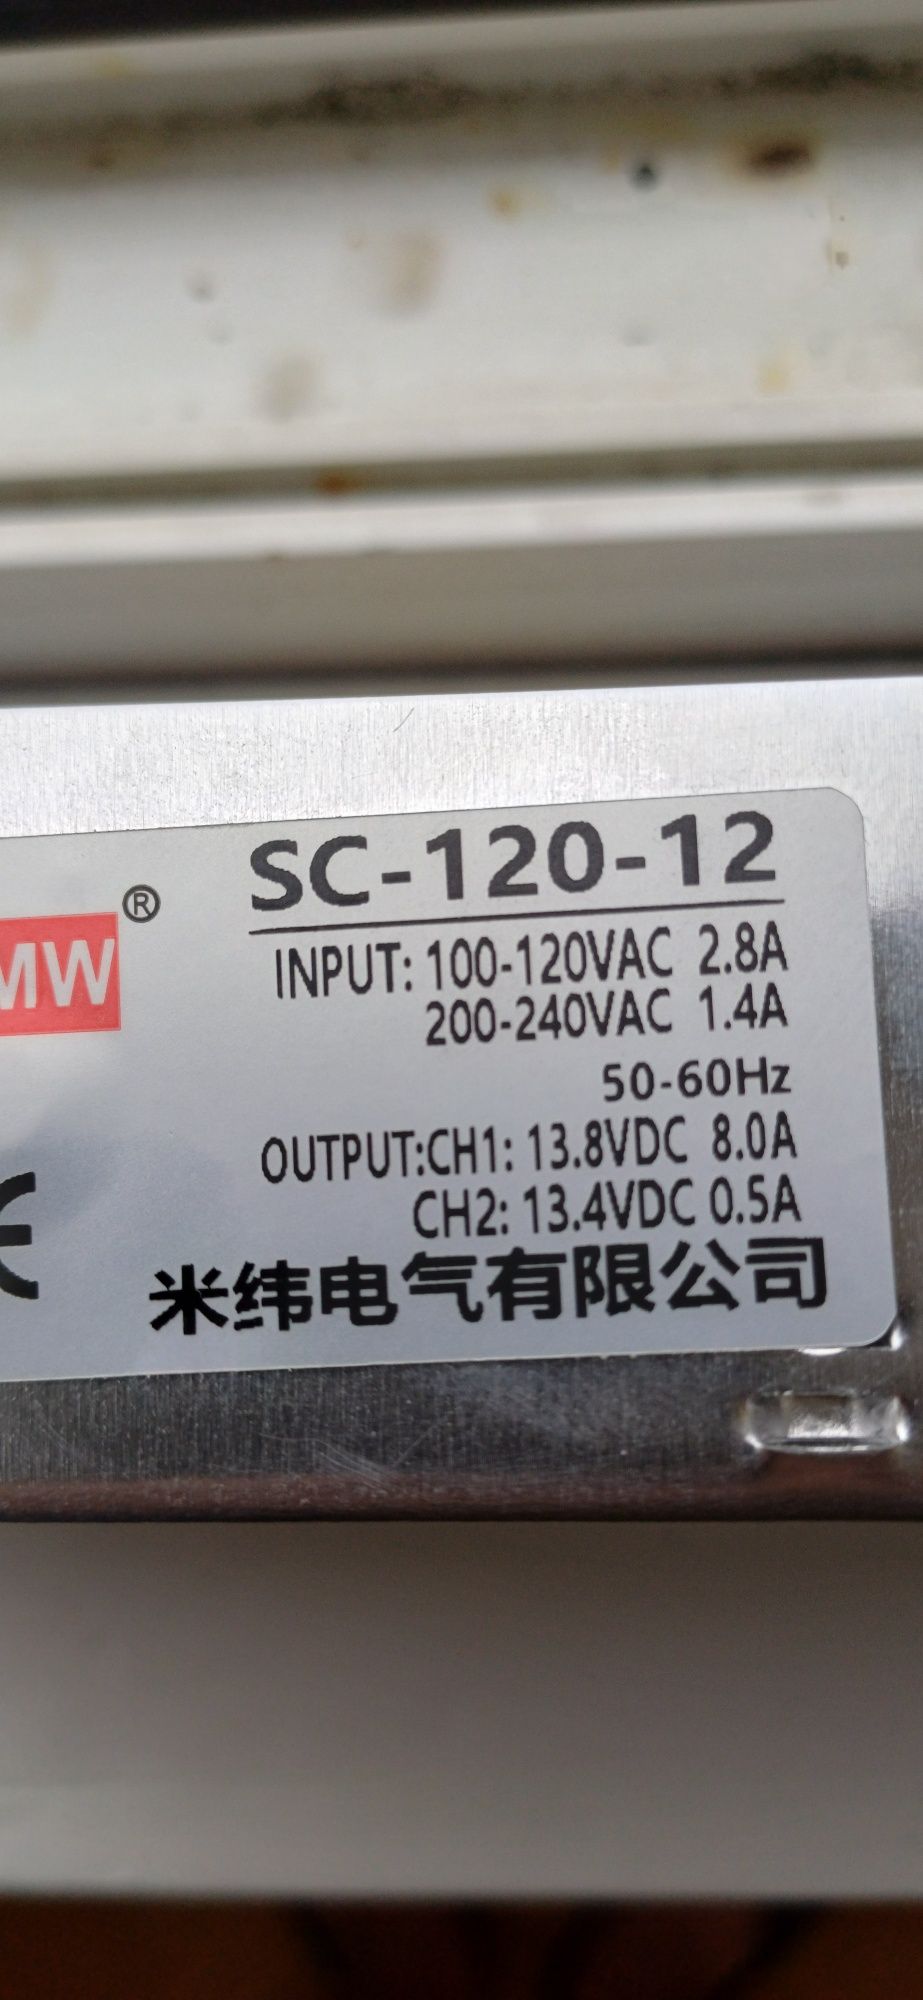 SC-120-12
®
MW
INPUT: 100-120VAC 2.8A
200-240VAC 1.4A
50-60Hz
OUTPUT:CH1: 13.8VDC 8.0A
CH2: 13.4VDC 0.5A
米纬电气有限公司